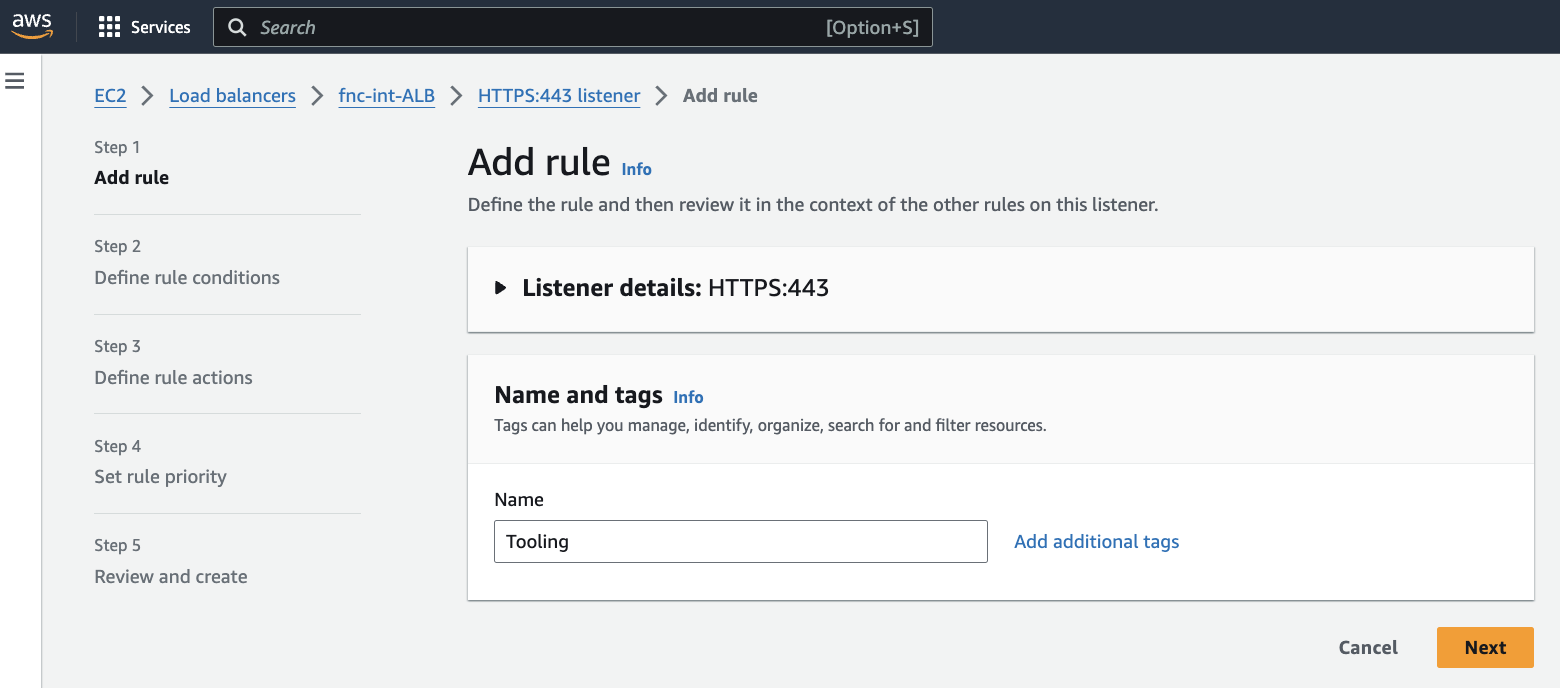 aws
Services
Search
[Option+S]
EC2
Load balancers
fnc-int-ALB
HTTPS:443 listener
Add rule
Step 1
Add rule
Step 2
Define rule conditions
Step 3
Define rule actions
Step 4
Set rule priority
Step 5
Review and create
Add rule Info
Define the rule and then review it in the context of the other rules on this listener.
Listener details: HTTPS:443
Name and tags Info
Tags can help you manage, identify, organize, search for and filter resources.
Name
Tooling
Add additional tags
Cancel
Next